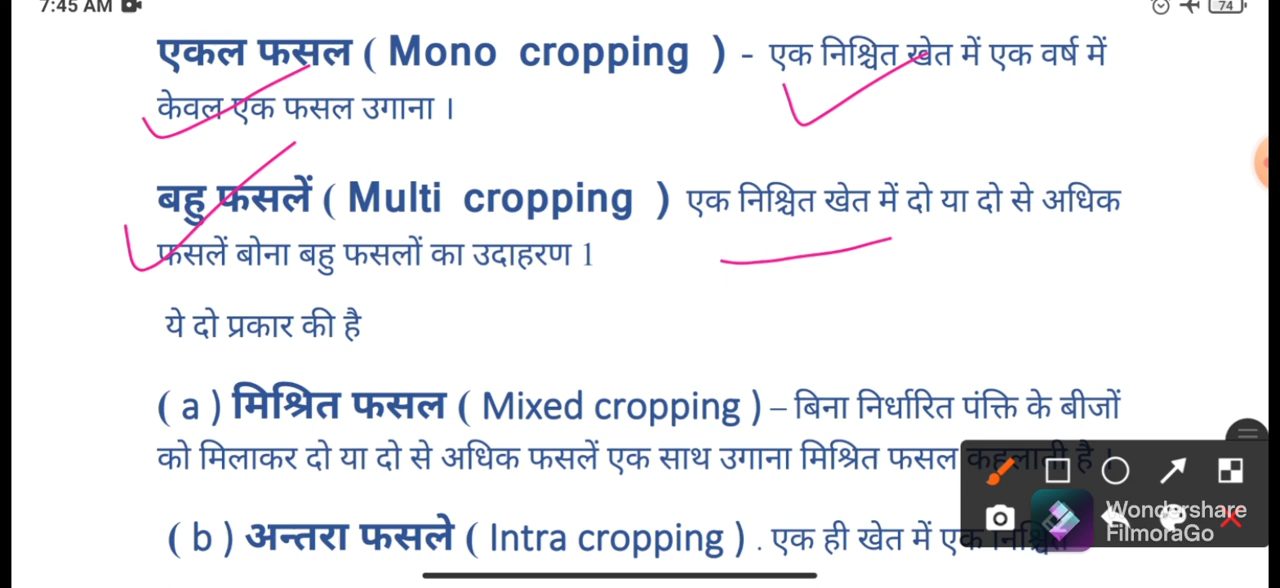 7:45 AM
74
एकल फसल ( Mono cropping ) - एक निश्चित खेत में एक वर्ष में
केवल एक फसल उगाना ।
बहु फसलें ( Multi cropping ) एक निश्चित खेत में दो या दो से अधिक
फसलें बोना बहु फसलों का उदाहरण 1
ये दो प्रकार की है
( a ) मिश्रित फसल ( Mixed cropping ) – बिना निर्धारित पंक्ति के बीजों
को मिलाकर दो या दो से अधिक फसलें एक साथ उगाना मिश्रित फसल कहलाती है ।
( b ) अन्तरा फसले ( Intra cropping ) . एक ही खेत में एक निश्चित
Wondershare
FilmoraGo